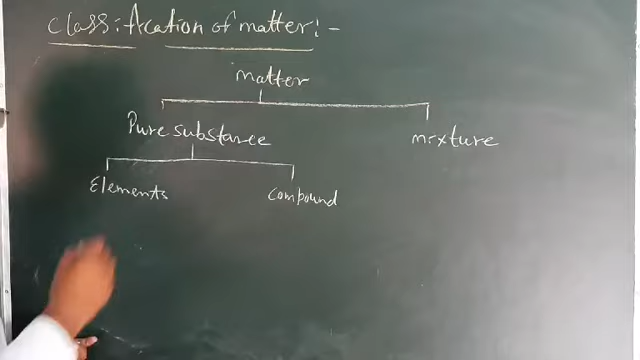 Classification of matter:-
matter
Pure substance mixture
Elements Compound